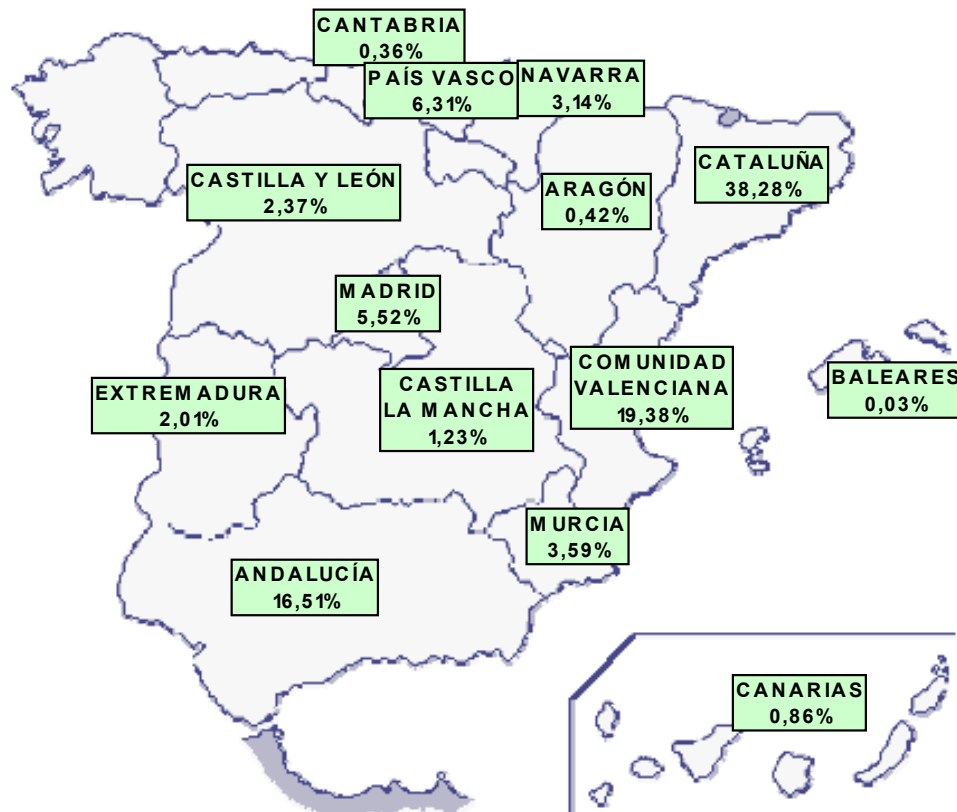 CANTABRIA
0,36%
PAÍS VASCO
6,31%
NAVARRA
3,14%
CASTILLA Y LEÓN
2,37%
ARAGÓN
0,42%
CATALUÑA
38,28%
MADRID
5,52%
EXTREMADURA
2,01%
CASTILLA
LA MANCHA
1,23%
COMUNIDAD
VALENCIANA
19,38%
BALEARES
0,03%
MURCIA
3,59%
ANDALUCÍA
16,51%
CANARIAS
0,86%